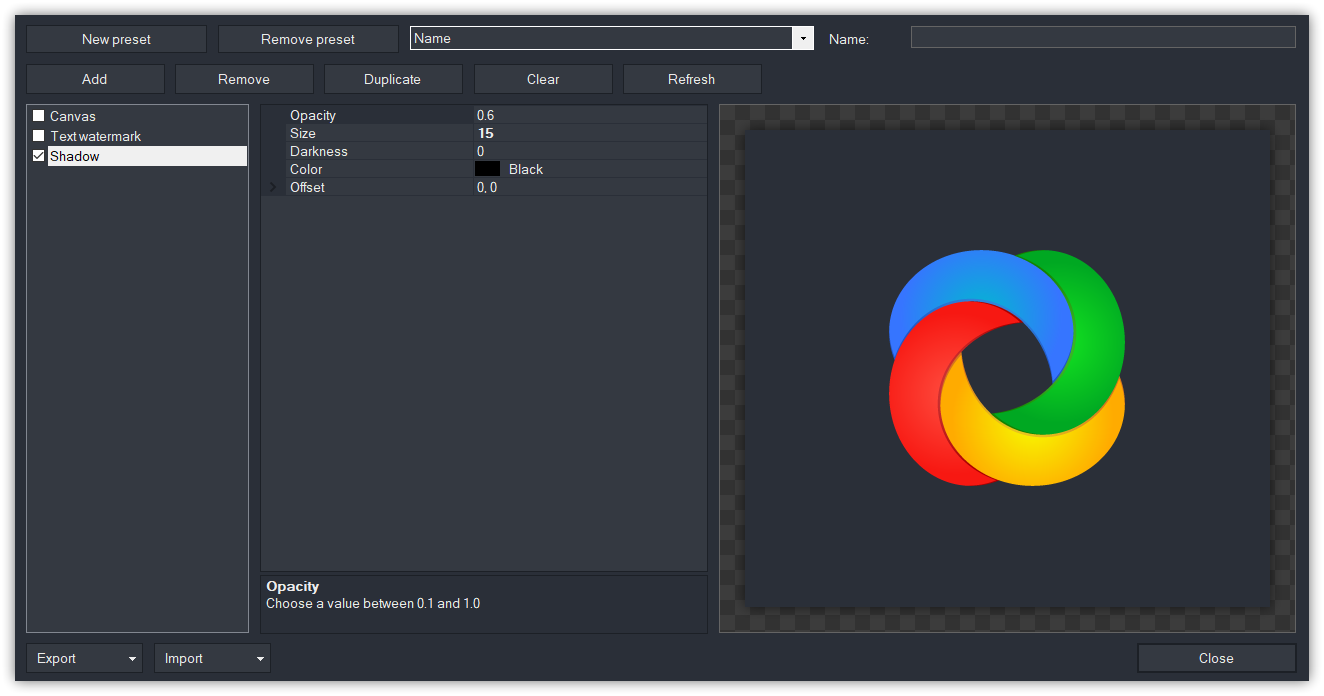 New preset Remove preset Name Name:
Add Remove Duplicate Clear Refresh
Canvas
Text watermark
Shadow
Opacity 0.6
Size 15
Darkness 0
Color Black
Offset 0, 0
Opacity
Choose a value between 0.1 and 1.0
Export Import Close